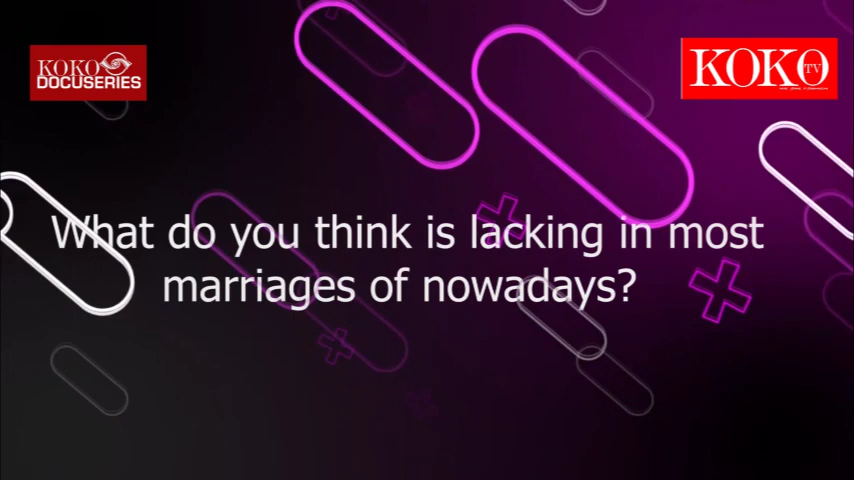 KOKO
DOCUSERIES
KOKO TV
What do you think is lacking in most
marriages of nowadays?